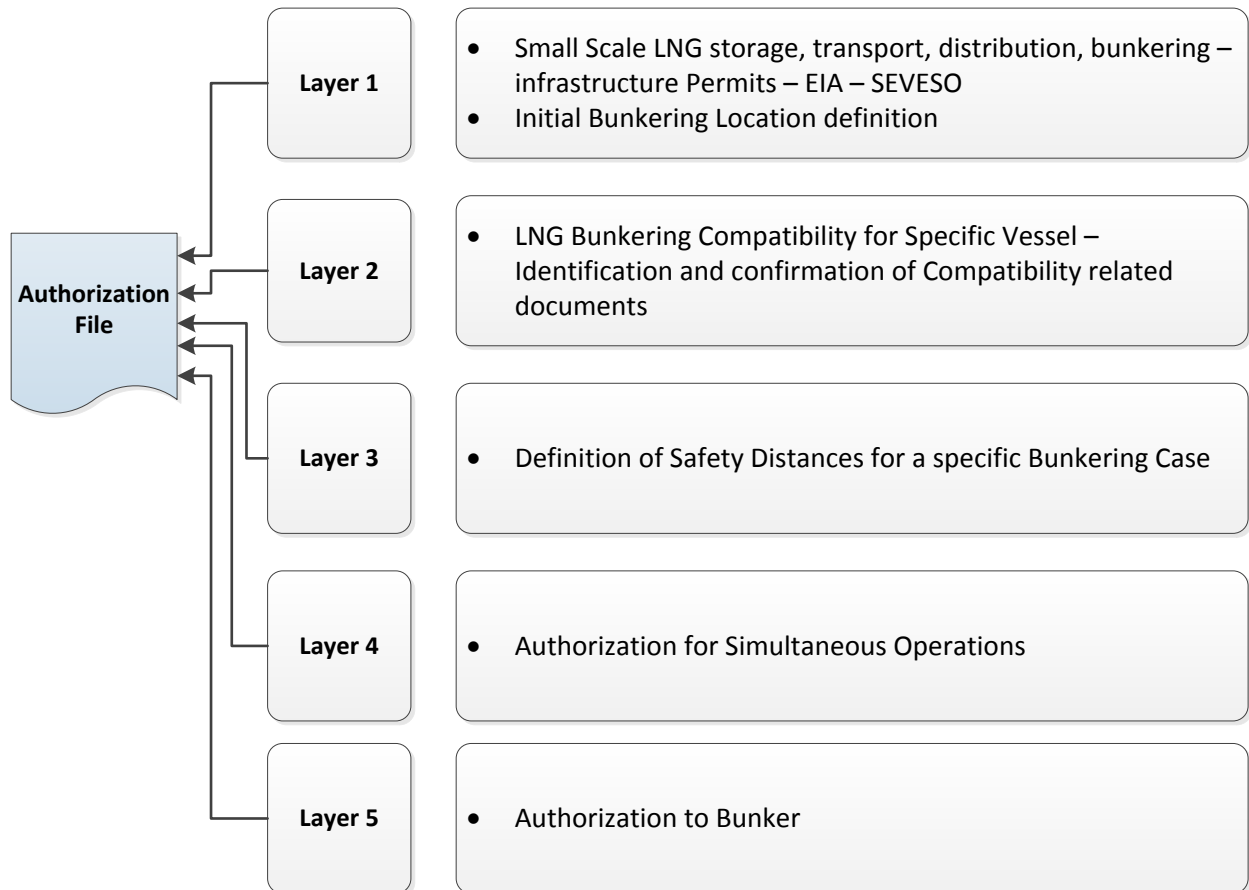 Layer 1
• Small Scale LNG storage, transport, distribution, bunkering –
infrastructure Permits – EIA – SEVESO
• Initial Bunkering Location definition
Authorization
File
Layer 2
• LNG Bunkering Compatibility for Specific Vessel –
Identification and confirmation of Compatibility related
documents
Layer 3
• Definition of Safety Distances for a specific Bunkering Case
Layer 4
• Authorization for Simultaneous Operations
Layer 5
• Authorization to Bunker